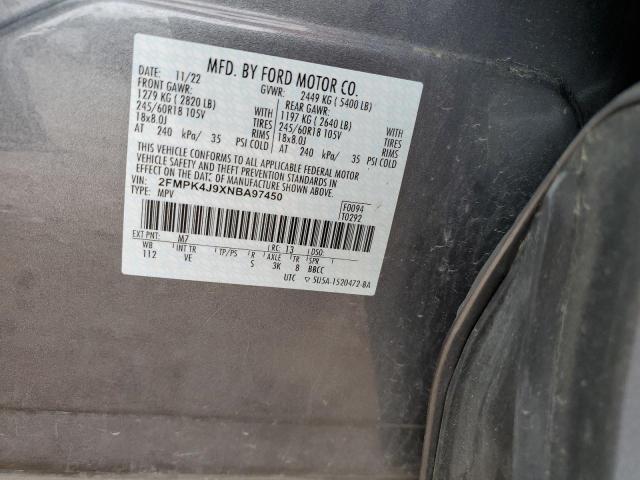 MFD. BY FORD MOTOR CO.
DATE: 11/22 GVWR: 2449 KG ( 5400 LB)
FRONT GAWR: REAR GAWR:
1279 KG ( 2820 LB) WITH 1197 KG ( 2640 LB) WITH
245/60R18 105V TIRES 245/60R18 105V TIRES
18x8.0J RIMS 18x8.0J RIMS
AT 240 kPa/ 35 PSI COLD AT 240 kPa/ 35 PSI COLD
THIS VEHICLE CONFORMS TO ALL APPLICABLE FEDERAL MOTOR
VEHICLE SAFETY AND THEFT PREVENTION STANDARDS IN
EFFECT ON THE DATE OF MANUFACTURE SHOWN ABOVE.
VIN: 2FMPK4J9XNBA97450
TYPE: MPV
F0094
T0292
EXT PNT: M7 RC: 13 DSO:
WB INT TR TP/PS R AXLE TR SPR
112 VE S 3K 8 BBCC
UTC ▽ 5U5A-1520472-BA